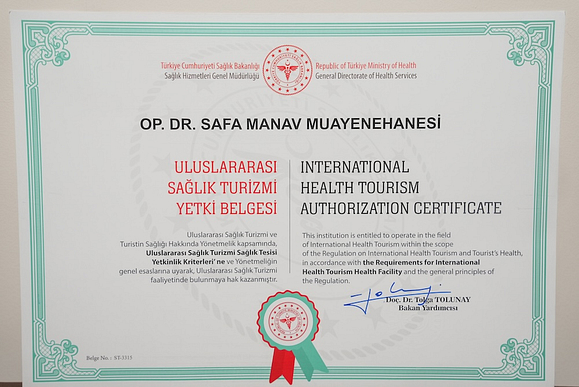 Türkiye Cumhuriyeti Sağlık Bakanlığı
Sağlık Hizmetleri Genel Müdürlüğü
Republic of Türkiye Ministry of Health
General Directorate of Health Services
OP. DR. SAFA MANAV MUAYENEHANESİ
ULUSLARARASI
SAĞLIK TURİZMİ
YETKİ BELGESİ
INTERNATIONAL
HEALTH TOURISM
AUTHORIZATION CERTIFICATE
Uluslararası Sağlık Turizmi ve
Turistin Sağlığı Hakkında Yönetmelik kapsamında,
Uluslararası Sağlık Turizmi Sağlık Tesisi
Yetkinlik Kriterleri' ne ve Yönetmeliğin
genel esaslarına uyarak, Uluslararası Sağlık Turizmi
faaliyetinde bulunmaya hak kazanmıştır.
This institution is entitled to operate in the field
of International Health Tourism within the scope
of the Regulation on International Health Tourism and Tourist's Health,
in accordance with the Requirements for International
Health Tourism Health Facility and the general principles of
the Regulation.
Doç. Dr. Tolga TOLUNAY
Bakan Yardımcısı
Belge No. : ST-3313